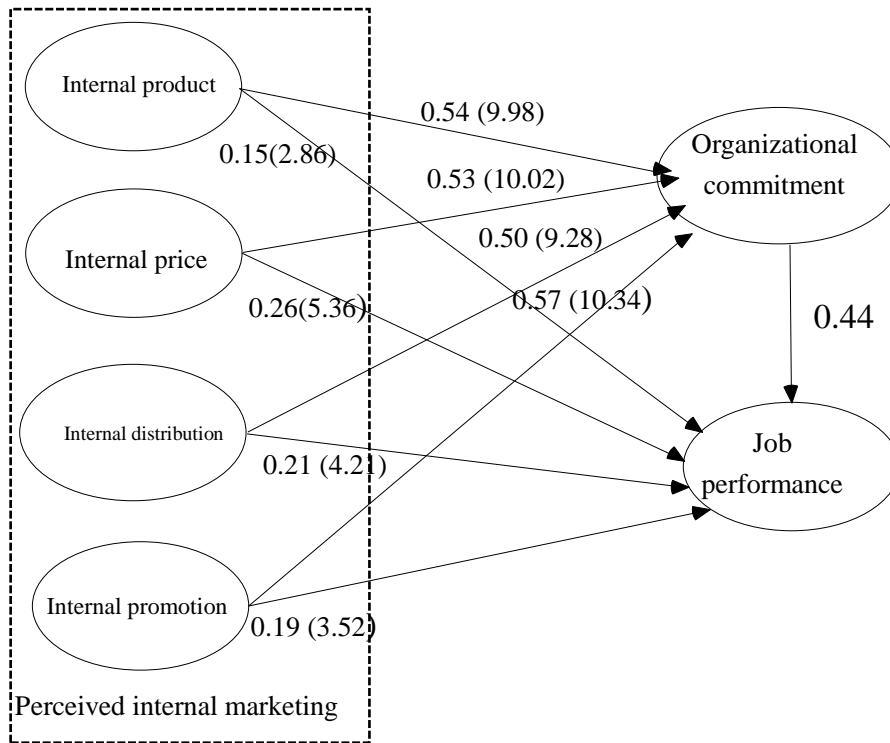 Internal product
0.54 (9.98)
Organizational
commitment
0.15(2.86)
0.53 (10.02)
Internal price
0.50 (9.28)
0.26(5.36)
0.57 (10.34)
0.44
Internal distribution
0.21 (4.21)
Job
performance
Internal promotion
0.19 (3.52)
Perceived internal marketing